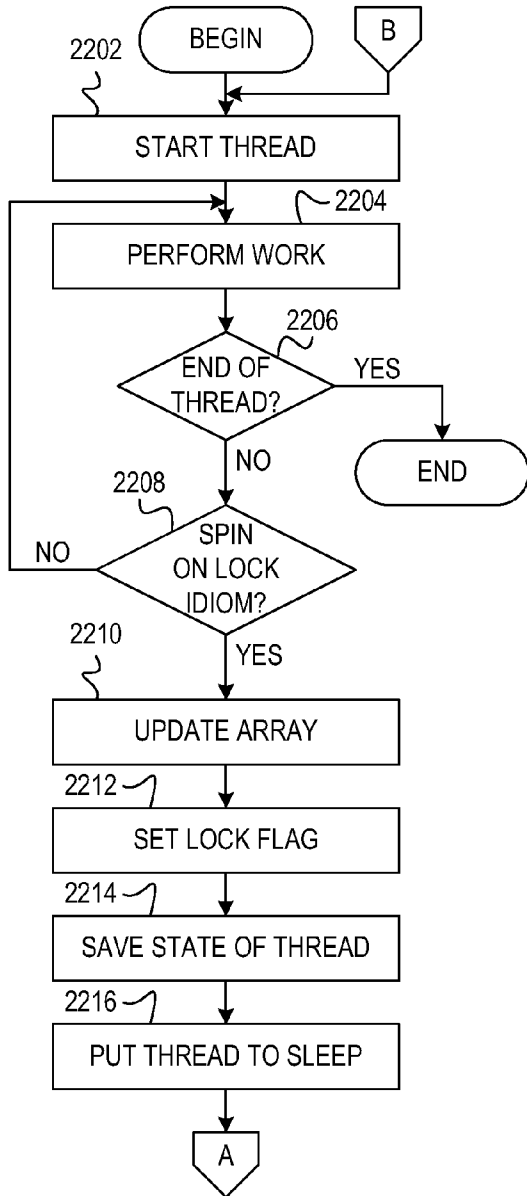 BEGIN
B
2202
START THREAD
2204
PERFORM WORK
2206
END OF
THREAD?
YES
NO
END
2208
SPIN
ON LOCK
IDIOM?
NO
YES
2210
UPDATE ARRAY
2212
SET LOCK FLAG
2214
SAVE STATE OF THREAD
2216
PUT THREAD TO SLEEP
A